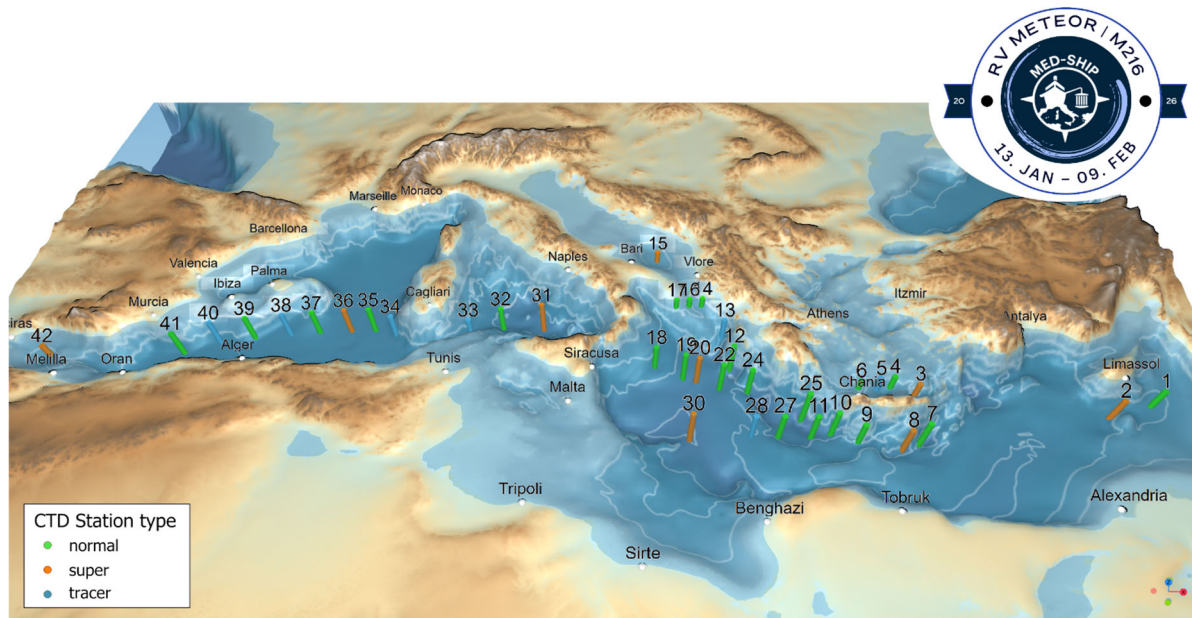 RV METEOR | M216
MED-SHIP
20
26
13. JAN – 09. FEB
Marseille
Monaco
Barcellona
Valencia
Ibiza
Palma
Murcia
iras
Melilla
Oran
Alger
Cagliari
Tunis
Naples
Bari
Vlore
Siracusa
Malta
Athens
Itzmir
Chania
Antalya
Limassol
Tripoli
Sirte
Benghazi
Tobruk
Alexandria
42
41
40
39
38
37
36
35
34
33
32
31
15
17
16
14
13
18
19
20
22
12
24
30
28
27
25
11
10
9
6
5
4
3
8
7
2
1
CTD Station type
normal
super
tracer
Z
X